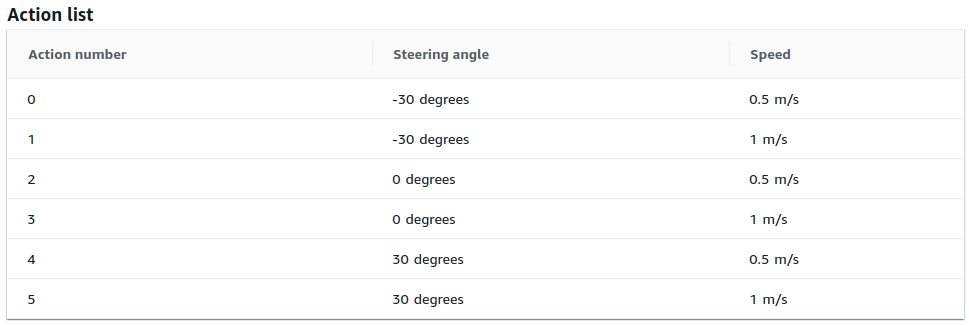 Action list
Action number Steering angle Speed
0 -30 degrees 0.5 m/s
1 -30 degrees 1 m/s
2 0 degrees 0.5 m/s
3 0 degrees 1 m/s
4 30 degrees 0.5 m/s
5 30 degrees 1 m/s